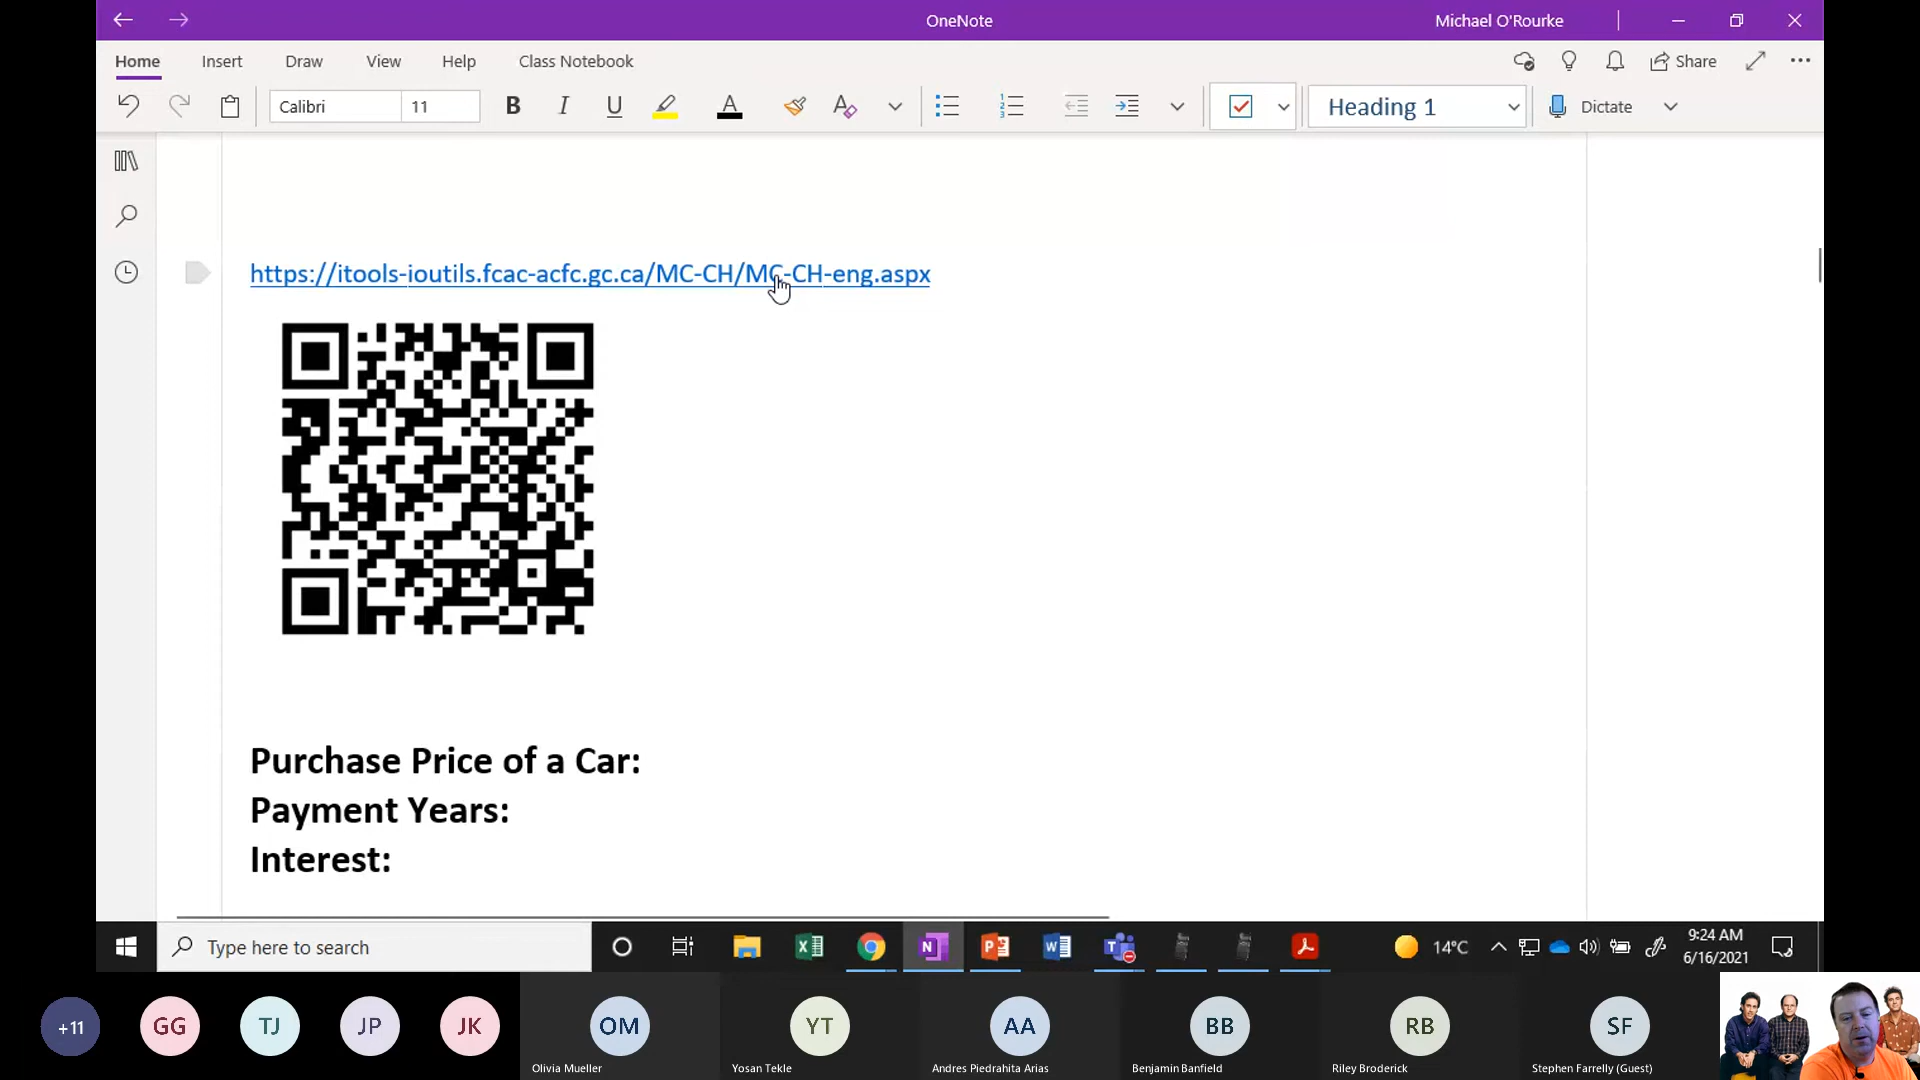 OneNote
Michael O'Rourke
Home Insert Draw View Help Class Notebook
Share
Calibri 11 B I U A A Heading 1 Dictate
https://itools-ioutils.fcac-acfc.gc.ca/MC-CH/MC-CH-eng.aspx
Purchase Price of a Car:
Payment Years:
Interest:
Type here to search
14°C
9:24 AM
6/16/2021
+11 GG TJ JP JK OM YT AA BB RB SF
Olivia Mueller Yosan Tekle Andres Piedrahita Arias Benjamin Banfield Riley Broderick Stephen Farrelly (Guest)